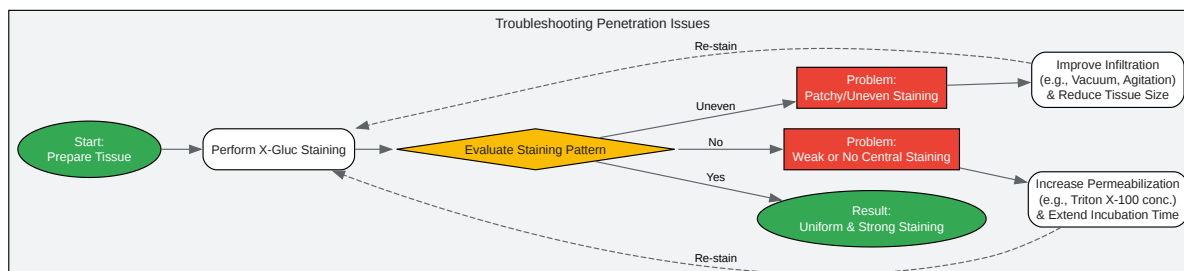 Troubleshooting Penetration Issues
Start:
Prepare Tissue
Perform X-Gluc Staining
Evaluate Staining Pattern
Uneven
No
Yes
Problem:
Patchy/Uneven Staining
Problem:
Weak or No Central Staining
Result:
Uniform & Strong Staining
Improve Infiltration
(e.g., Vacuum, Agitation)
& Reduce Tissue Size
Increase Permeabilization
(e.g., Triton X-100 conc.)
& Extend Incubation Time
Re-stain
Re-stain